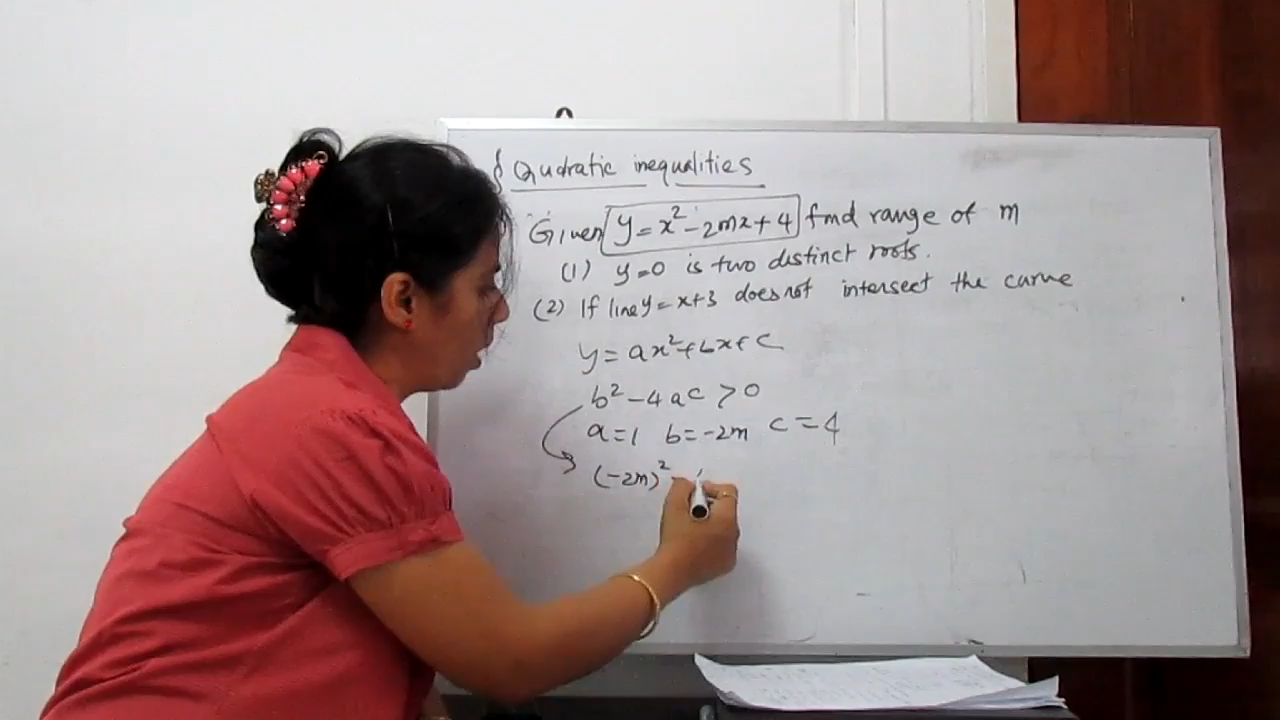 § Qudratic inequalities
Given y = x² - 2mx + 4 find range of m
(1) y=0 is two distinct roots.
(2) If line y = x+3 does not intersect the curve
y = ax² + bx + c
b² - 4ac > 0
a = 1 b = -2m c = 4
(-2m)² -